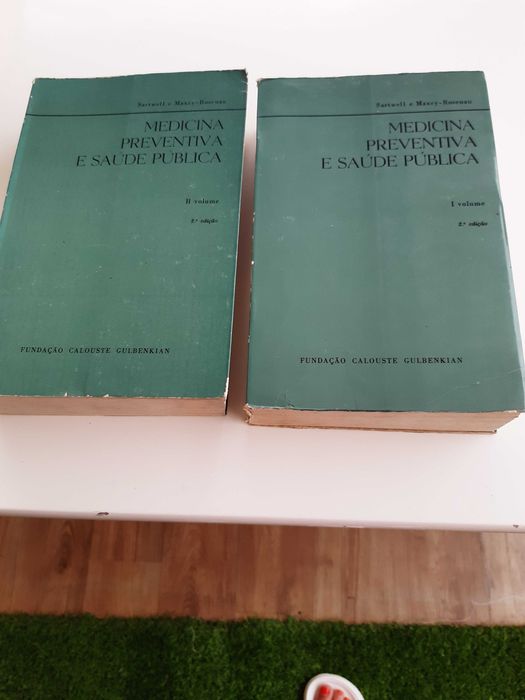 Sartwell e Maxcy-Rosenau
MEDICINA
PREVENTIVA
E SAÚDE PÚBLICA
II volume
2.ª edição
FUNDAÇÃO CALOUSTE GULBENKIAN
Sartwell e Maxcy-Rosenau
MEDICINA
PREVENTIVA
E SAÚDE PÚBLICA
I volume
2.ª edição
FUNDAÇÃO CALOUSTE GULBENKIAN